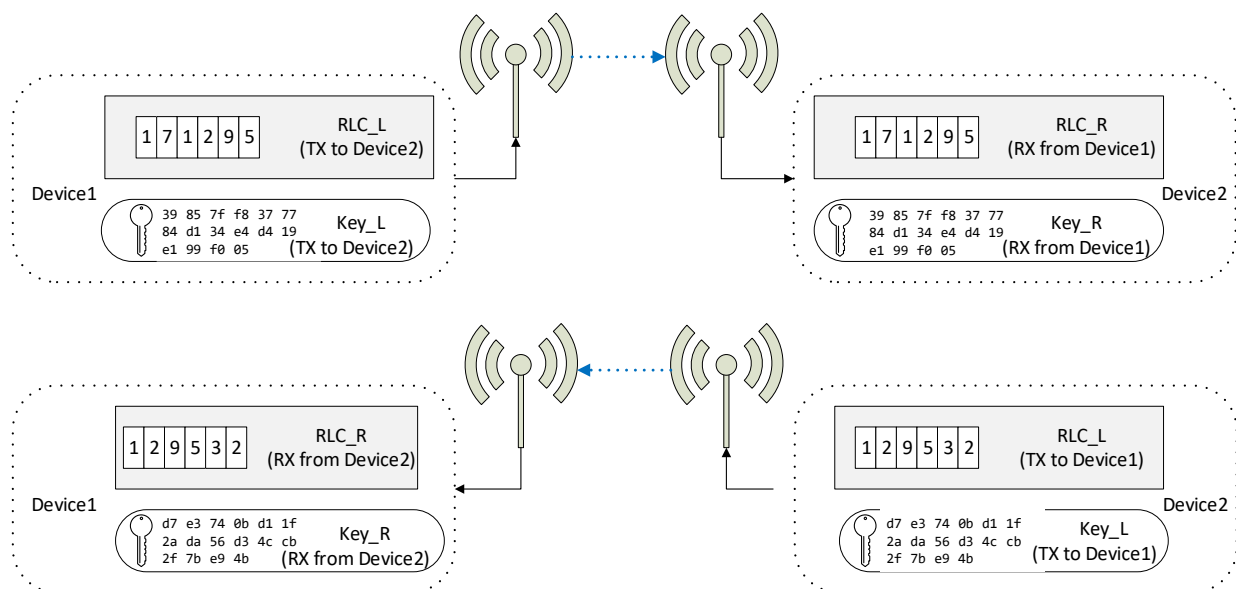 1 7 1 2 9 5
RLC_L
(TX to Device2)
Device1
39 85 7f f8 37 77
84 d1 34 e4 d4 19
e1 99 f0 05
Key_L
(TX to Device2)
1 7 1 2 9 5
RLC_R
(RX from Device1)
Device2
39 85 7f f8 37 77
84 d1 34 e4 d4 19
e1 99 f0 05
Key_R
(RX from Device1)
1 2 9 5 3 2
RLC_R
(RX from Device2)
Device1
d7 e3 74 0b d1 1f
2a da 56 d3 4c cb
2f 7b e9 4b
Key_R
(RX from Device2)
1 2 9 5 3 2
RLC_L
(TX to Device1)
Device2
d7 e3 74 0b d1 1f
2a da 56 d3 4c cb
2f 7b e9 4b
Key_L
(TX to Device1)